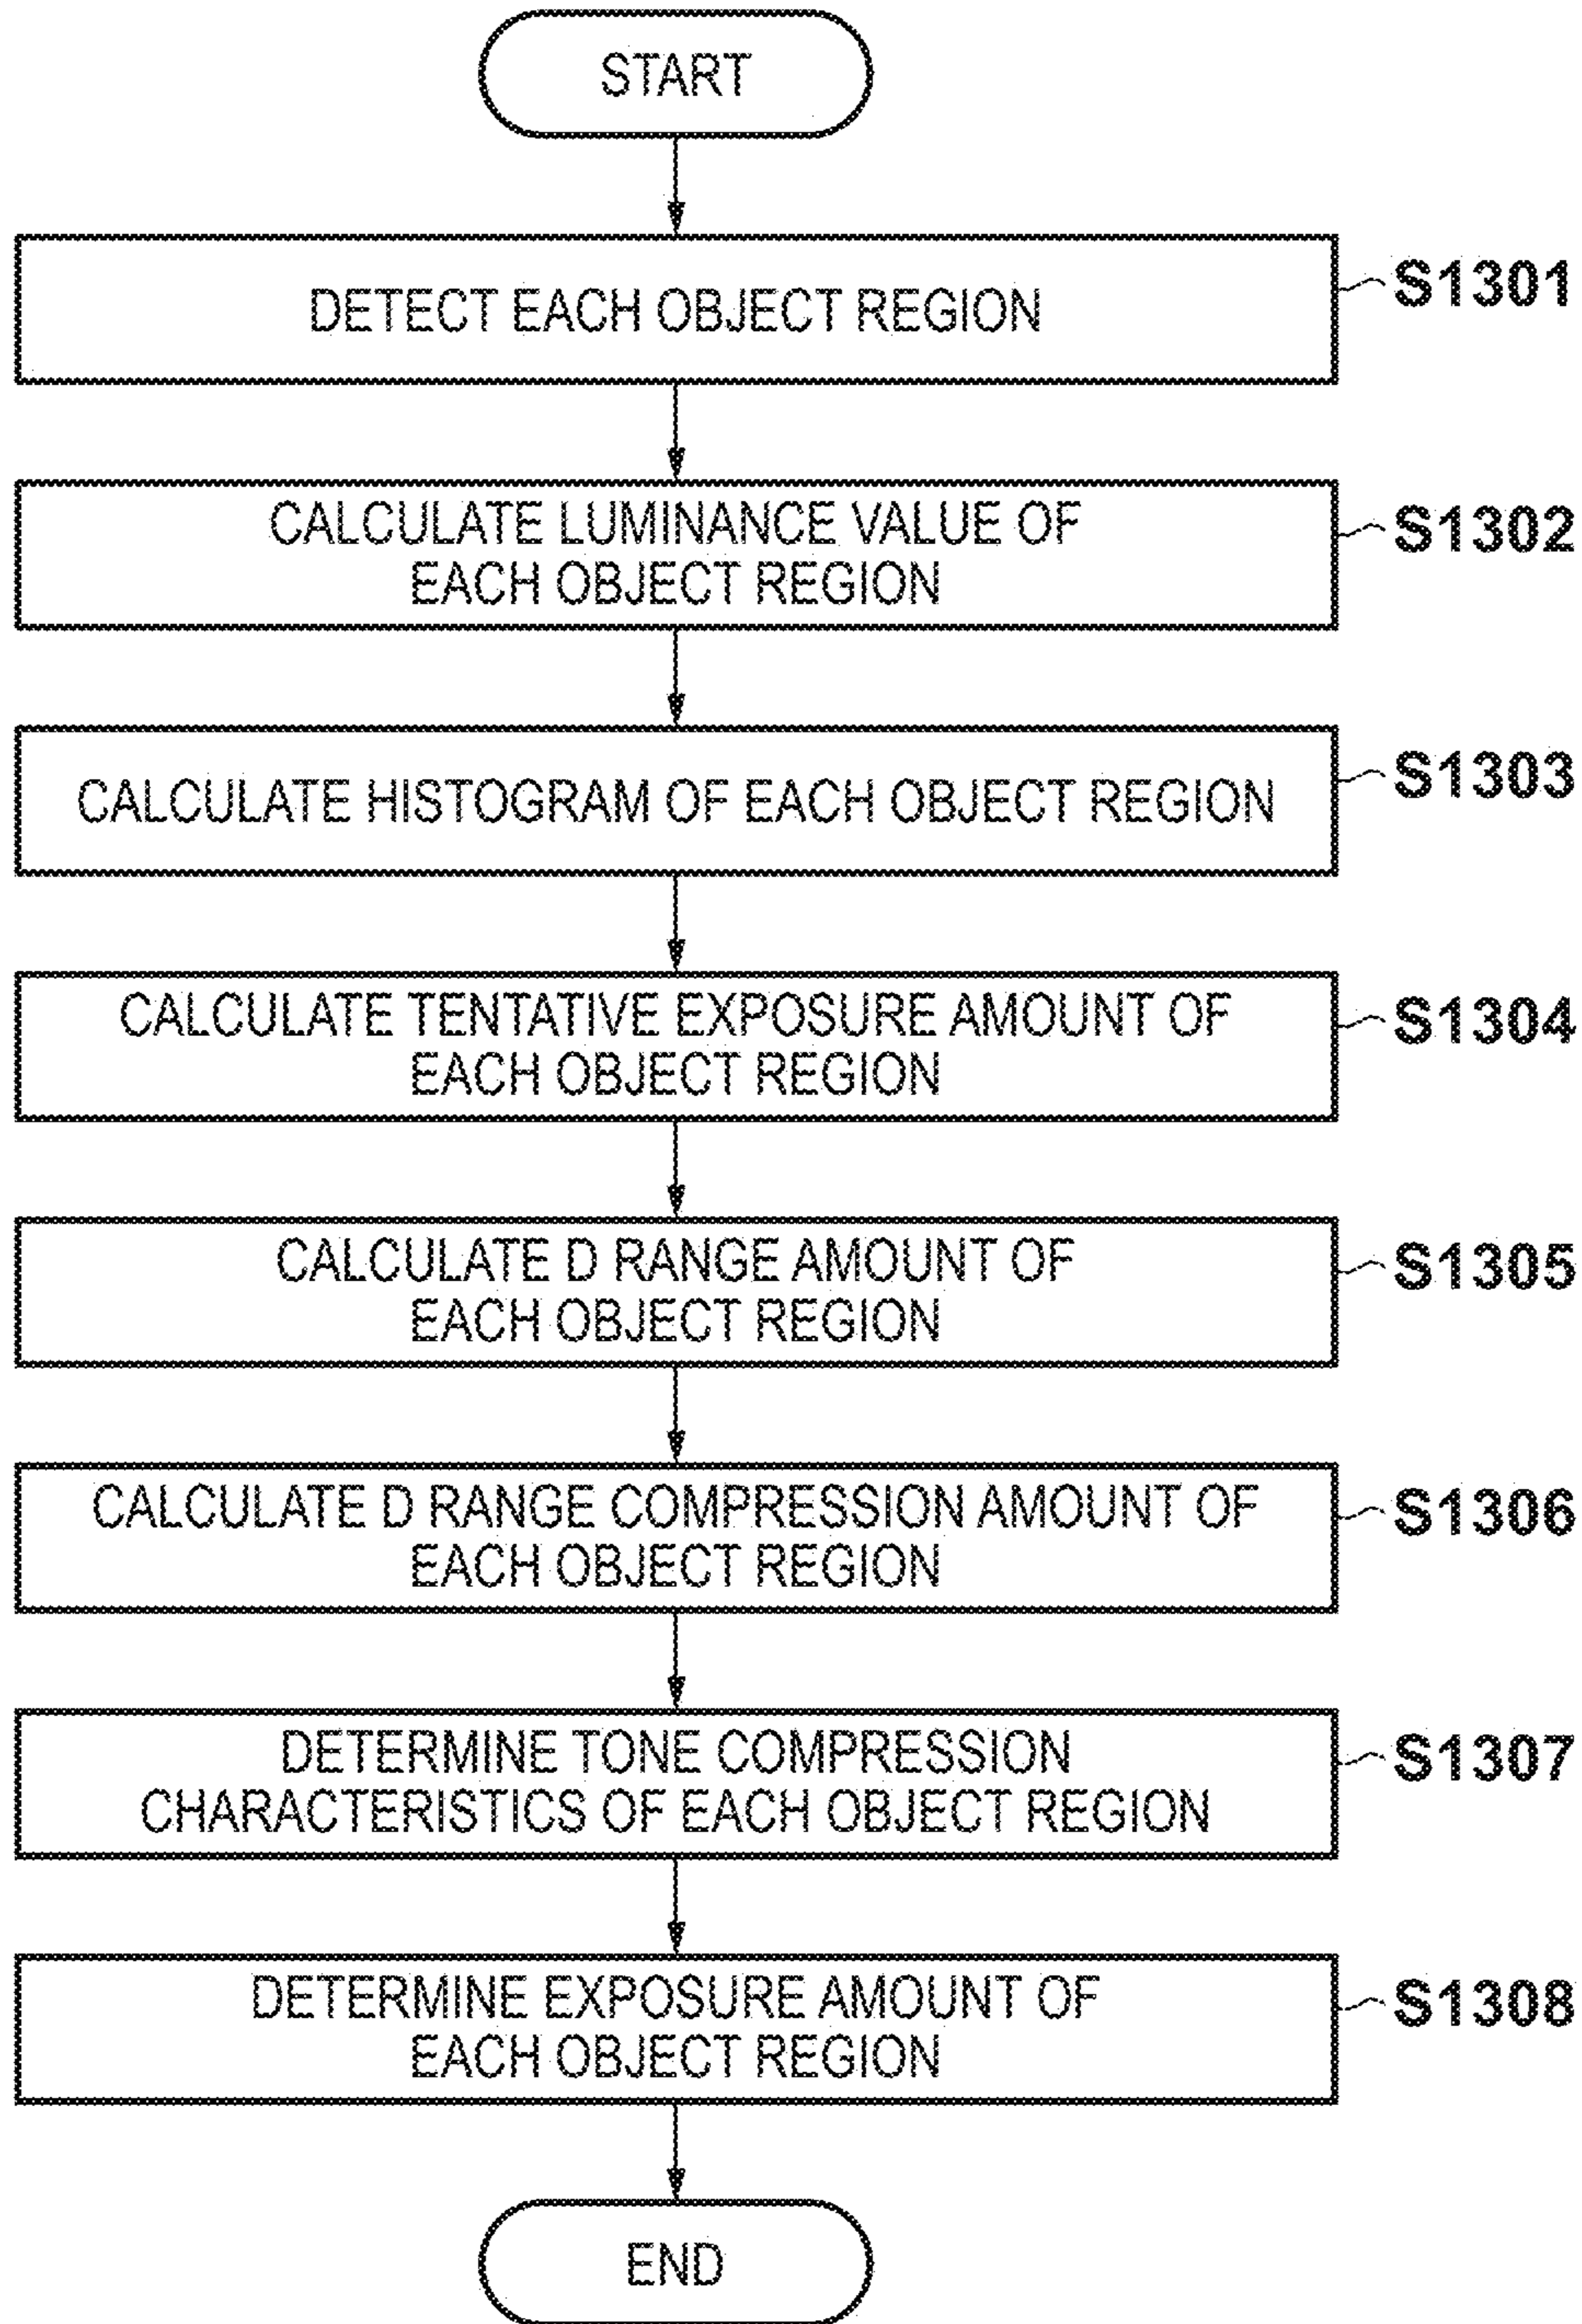 START
DETECT EACH OBJECT REGION
S1301
CALCULATE LUMINANCE VALUE OF
EACH OBJECT REGION
S1302
CALCULATE HISTOGRAM OF EACH OBJECT REGION
S1303
CALCULATE TENTATIVE EXPOSURE AMOUNT OF
EACH OBJECT REGION
S1304
CALCULATE D RANGE AMOUNT OF
EACH OBJECT REGION
S1305
CALCULATE D RANGE COMPRESSION AMOUNT OF
EACH OBJECT REGION
S1306
DETERMINE TONE COMPRESSION
CHARACTERISTICS OF EACH OBJECT REGION
S1307
DETERMINE EXPOSURE AMOUNT OF
EACH OBJECT REGION
S1308
END